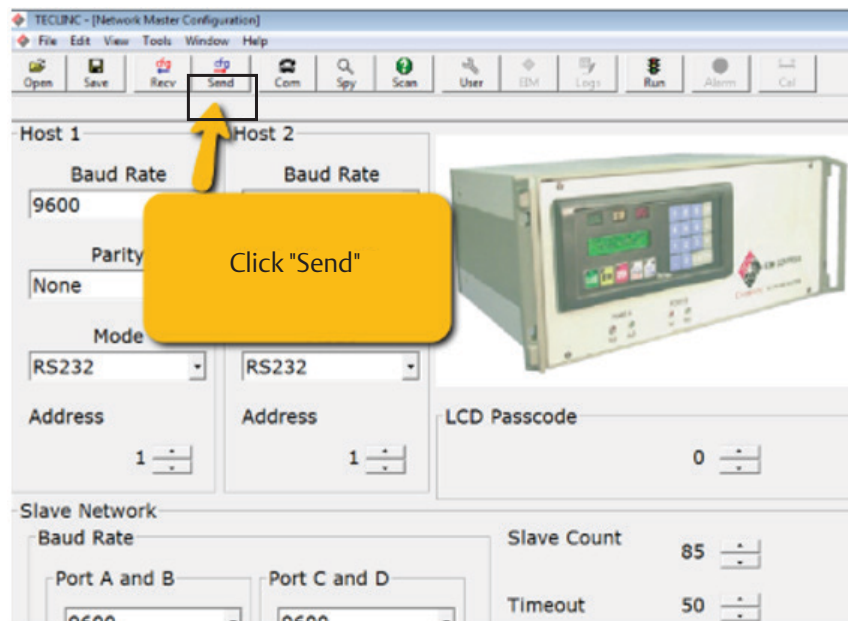 TECLINC - [Network Master Configuration]
File Edit View Tools Window Help
Open Save Recv Send Com Spy Scan User EIM Logs Run Alarm Cal
Host 1 Host 2
Baud Rate Baud Rate
9600
Parity
Click "Send"
None
Mode
RS232 RS232
Address Address LCD Passcode
1 1 0
Slave Network
Baud Rate Slave Count 85
Port A and B Port C and D
Timeout 50
9600 9600